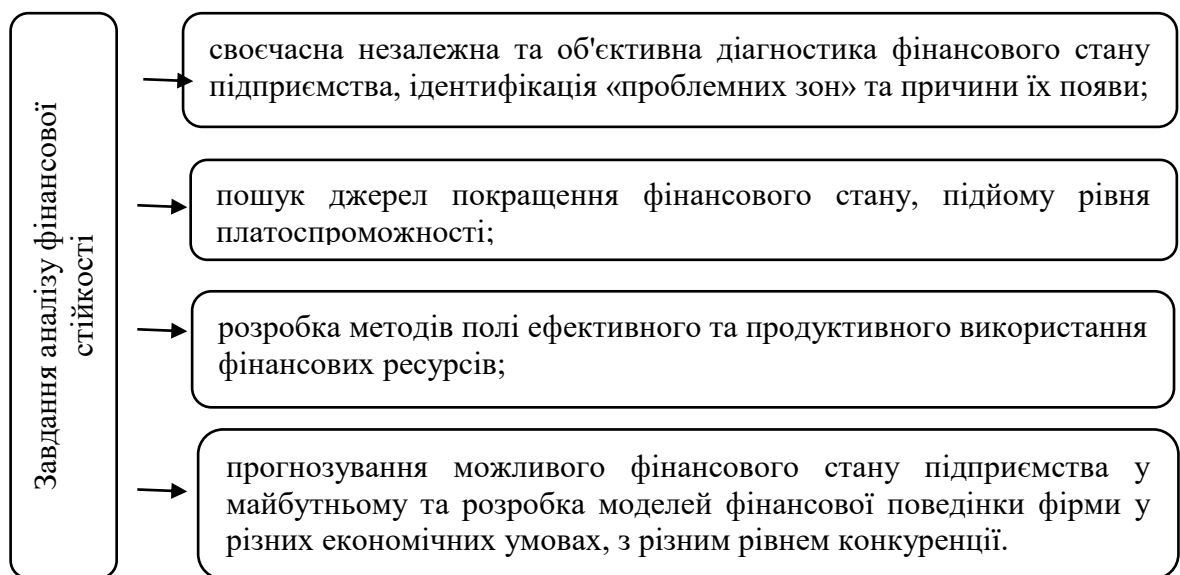 Завдання аналізу фінансової
стійкості
своєчасна незалежна та об'єктивна діагностика фінансового стану
підприємства, ідентифікація «проблемних зон» та причини їх появи;
пошук джерел покращення фінансового стану, підйому рівня
платоспроможності;
розробка методів полі ефективного та продуктивного використання
фінансових ресурсів;
прогнозування можливого фінансового стану підприємства у
майбутньому та розробка моделей фінансової поведінки фірми у
різних економічних умовах, з різним рівнем конкуренції.